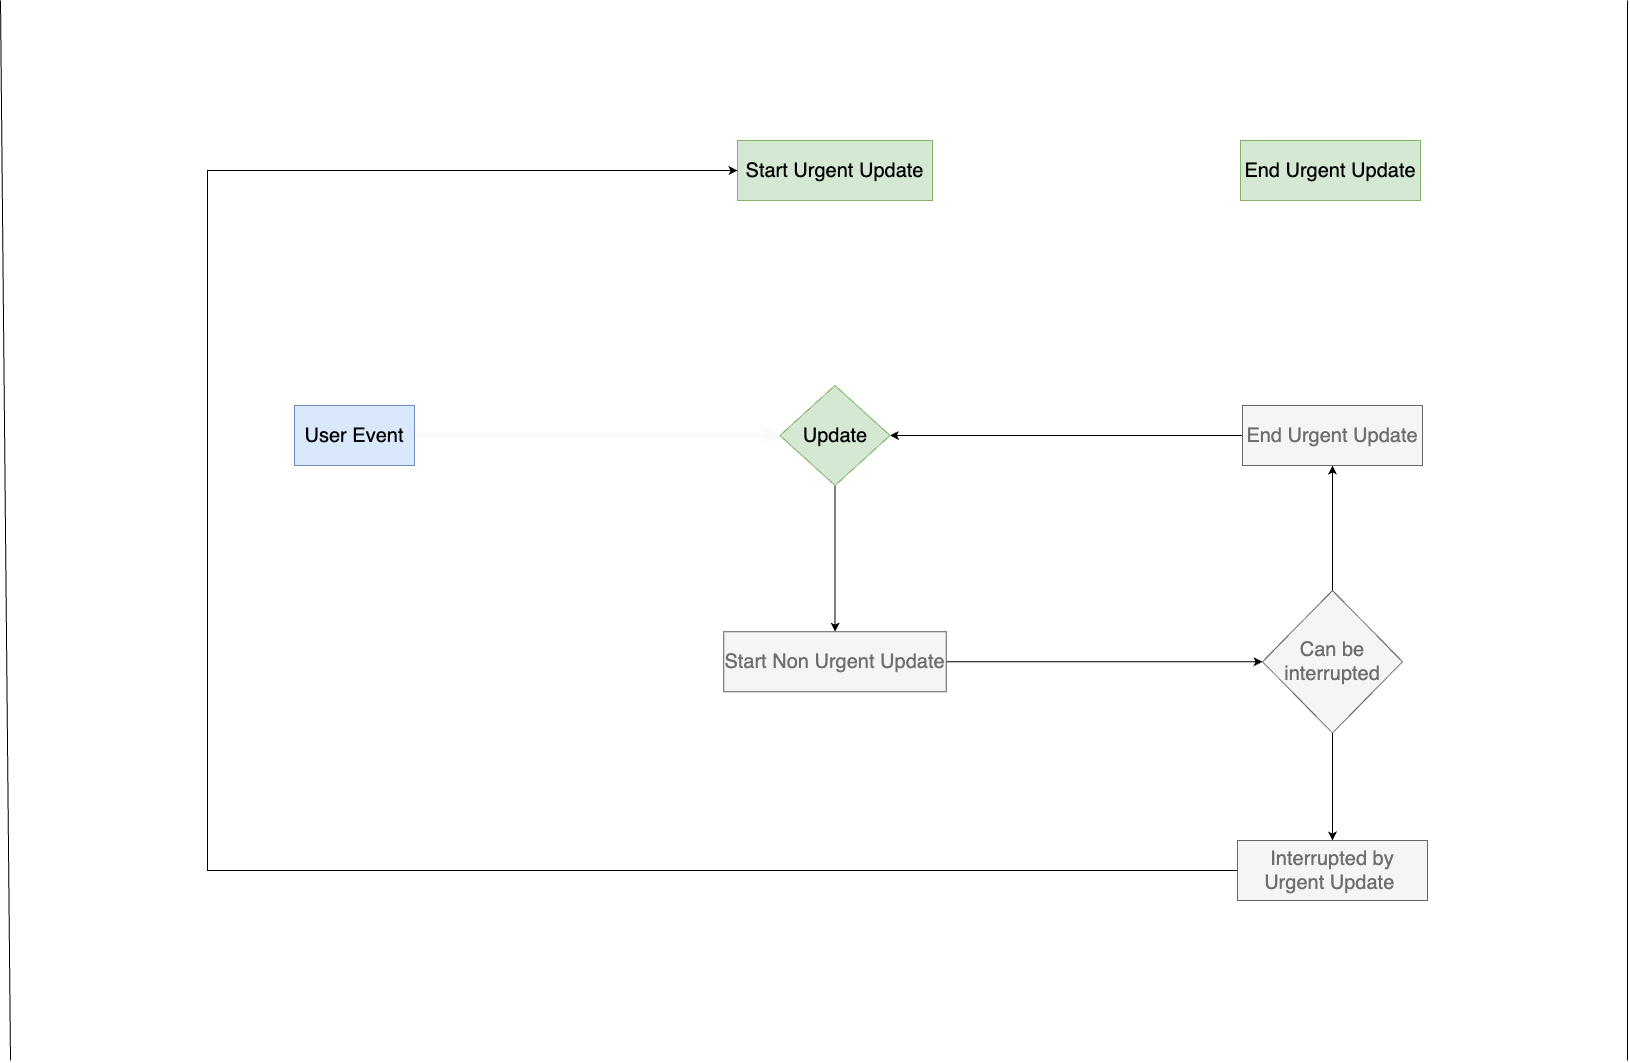 Start Urgent Update
End Urgent Update
User Event
Update
End Urgent Update
Start Non Urgent Update
Can be
interrupted
Interrupted by
Urgent Update